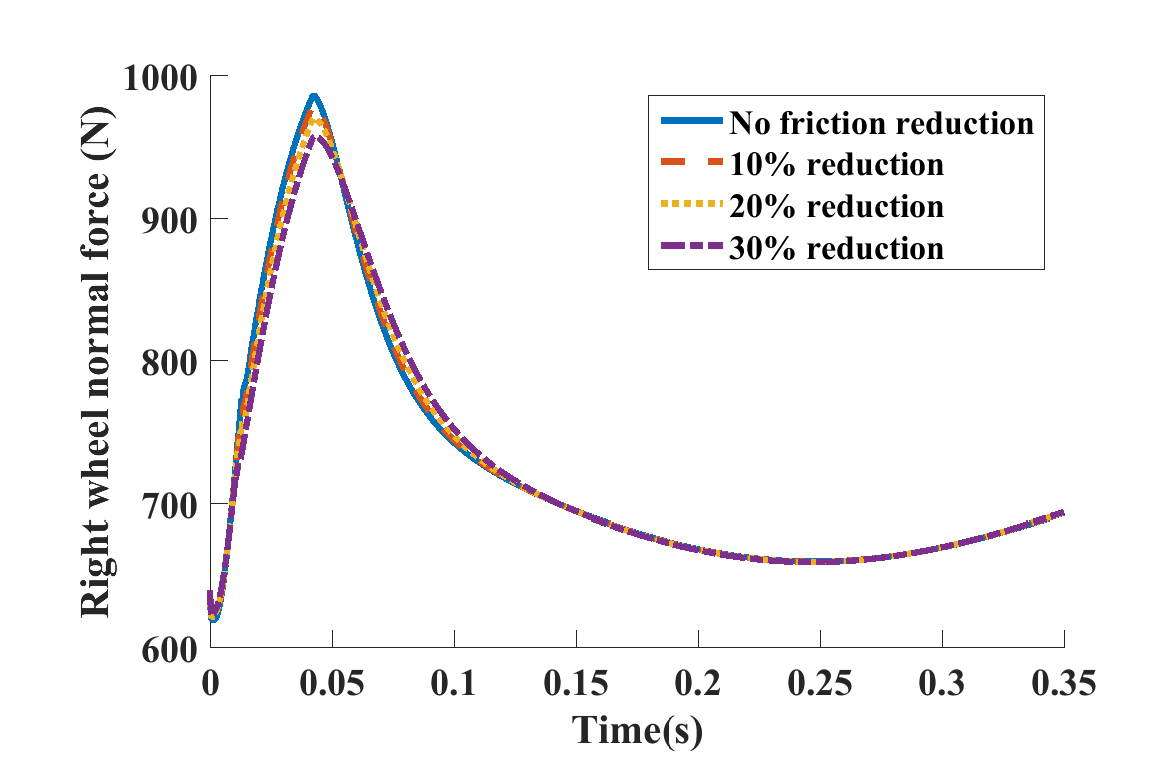 1000
900
800
700
600
Right wheel normal force (N)
No friction reduction
10% reduction
20% reduction
30% reduction
0 0.05 0.1 0.15 0.2 0.25 0.3 0.35
Time(s)